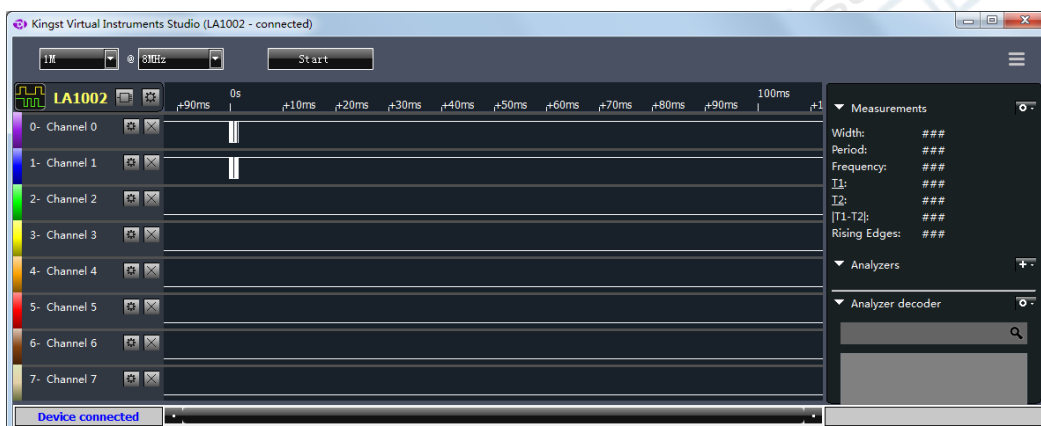 Kingst Virtual Instruments Studio (LA1002 - connected)
1M @ 8MHz Start
LA1002
+90ms 0s +10ms +20ms +30ms +40ms +50ms +60ms +70ms +80ms +90ms 100ms +1
0- Channel 0
1- Channel 1
2- Channel 2
3- Channel 3
4- Channel 4
5- Channel 5
6- Channel 6
7- Channel 7
Device connected
Measurements
Width: ###
Period: ###
Frequency: ###
T1: ###
T2: ###
|T1-T2|: ###
Rising Edges: ###
Analyzers
Analyzer decoder